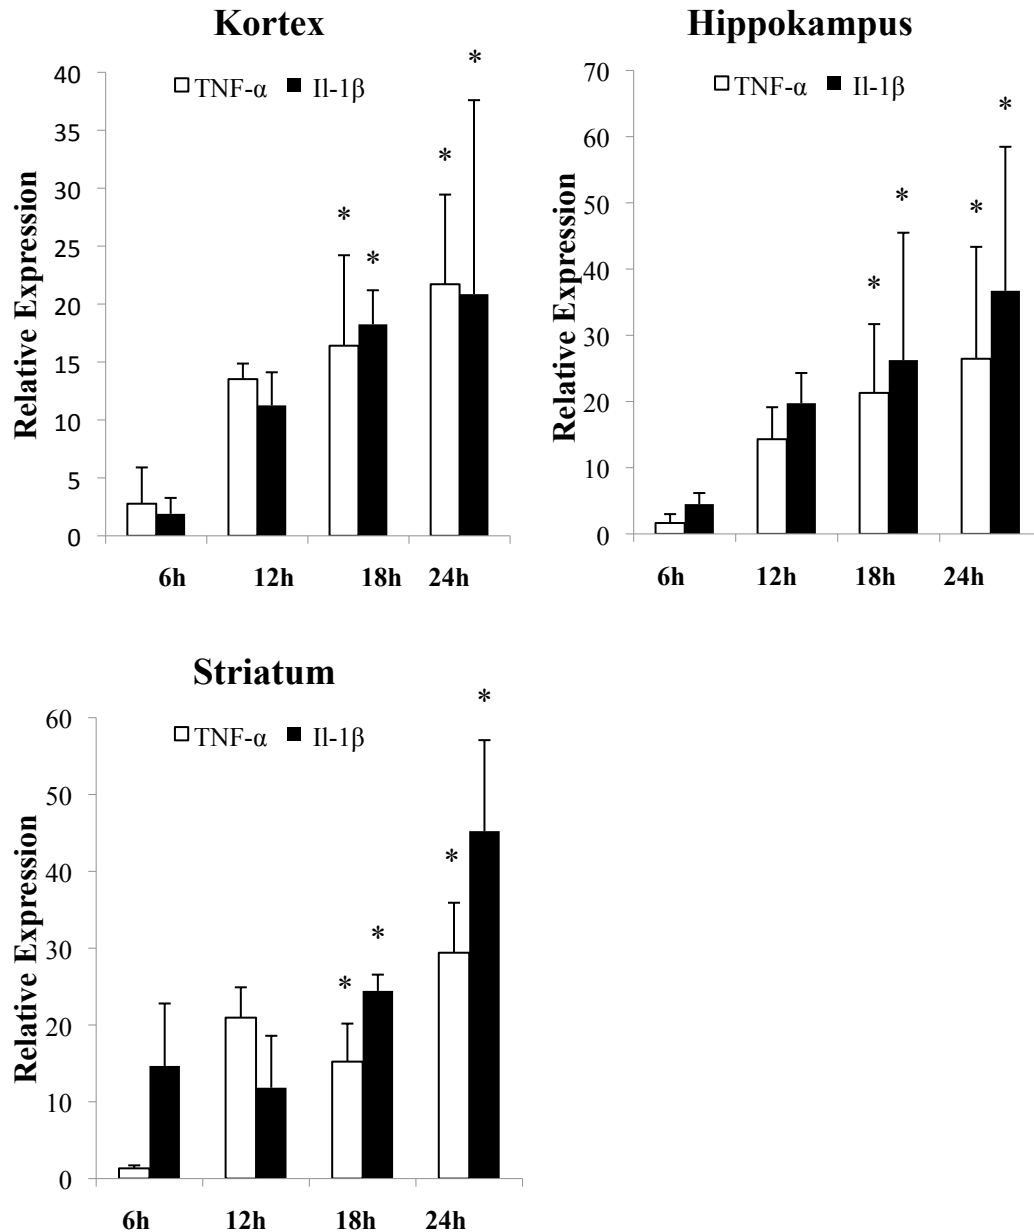 Kortex
TNF-α Il-1β
Relative Expression
40
35
30
25
20
15
10
5
0
* * * *
6h 12h 18h 24h
Hippokampus
TNF-α Il-1β
Relative Expression
70
60
50
40
30
20
10
0
* * * *
6h 12h 18h 24h
Striatum
TNF-α Il-1β
Relative Expression
60
50
40
30
20
10
0
* * * *
6h 12h 18h 24h